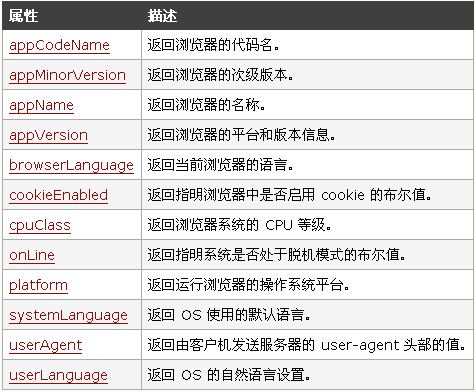 属性 描述
appCodeName 返回浏览器的代码名。
appMinorVersion 返回浏览器的次级版本。
appName 返回浏览器的名称。
appVersion 返回浏览器的平台和版本信息。
browserLanguage 返回当前浏览器的语言。
cookieEnabled 返回指明浏览器中是否启用 cookie 的布尔值。
cpuClass 返回浏览器系统的 CPU 等级。
onLine 返回指明系统是否处于脱机模式的布尔值。
platform 返回运行浏览器的操作系统平台。
systemLanguage 返回 OS 使用的默认语言。
userAgent 返回由客户机发送服务器的 user-agent 头部的值。
userLanguage 返回 OS 的自然语言设置。